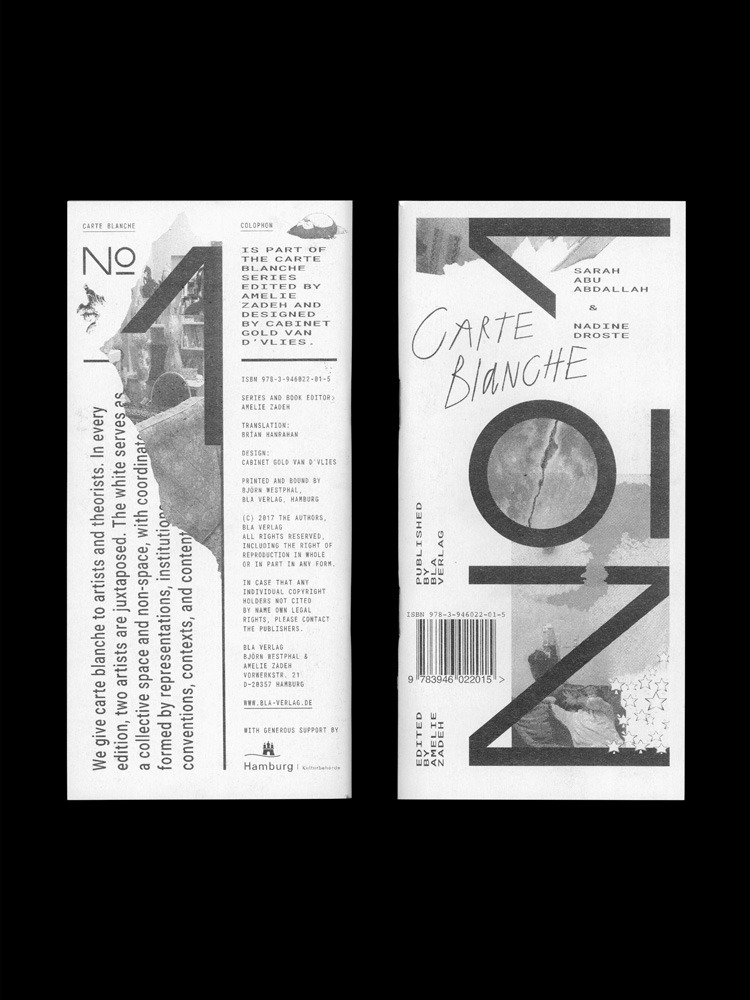 CARTE BLANCHE
No
1
We give carte blanche to artists and theorists. In every
edition, two artists are juxtaposed. The white serves as
a collective space and non-space, with coordinate
formed by representations, institutions
conventions, contexts, and content
COLOPHON
IS PART OF
THE CARTE
BLANCHE
SERIES
EDITED BY
AMELIE
ZADEH AND
DESIGNED
BY CABINET
GOLD VAN
D'VLIES.
ISBN 978-3-946022-01-5
SERIES AND BOOK EDITOR:
AMELIE ZADEH
TRANSLATION:
BRIAN HANRAHAN
DESIGN:
CABINET GOLD VAN D'VLIES
PRINTED AND BOUND BY
BJÖRN WESTPHAL,
BLA VERLAG, HAMBURG
(C) 2017 THE AUTHORS,
BLA VERLAG
ALL RIGHTS RESERVED,
INCLUDING THE RIGHT OF
REPRODUCTION IN WHOLE
OR IN PART IN ANY FORM.
IN CASE THAT ANY
INDIVIDUAL COPYRIGHT
HOLDERS NOT CITED
BY NAME OWN LEGAL
RIGHTS, PLEASE CONTACT
THE PUBLISHERS.
BLA VERLAG
BJÖRN WESTPHAL &
AMELIE ZADEH
VORWERKSTR. 21
D-20357 HAMBURG
WWW.BLA-VERLAG.DE
WITH GENEROUS SUPPORT BY
Hamburg | Kulturbehörde
No 1
SARAH
ABU
ABDALLAH
&
NADINE
DROSTE
CARTE
BlaNCHE
PUBLISHED
BY
BLA
VERLAG
ISBN 978-3-946022-01-5
9 783946 022015 >
EDITED
BY
AMELIE
ZADEH